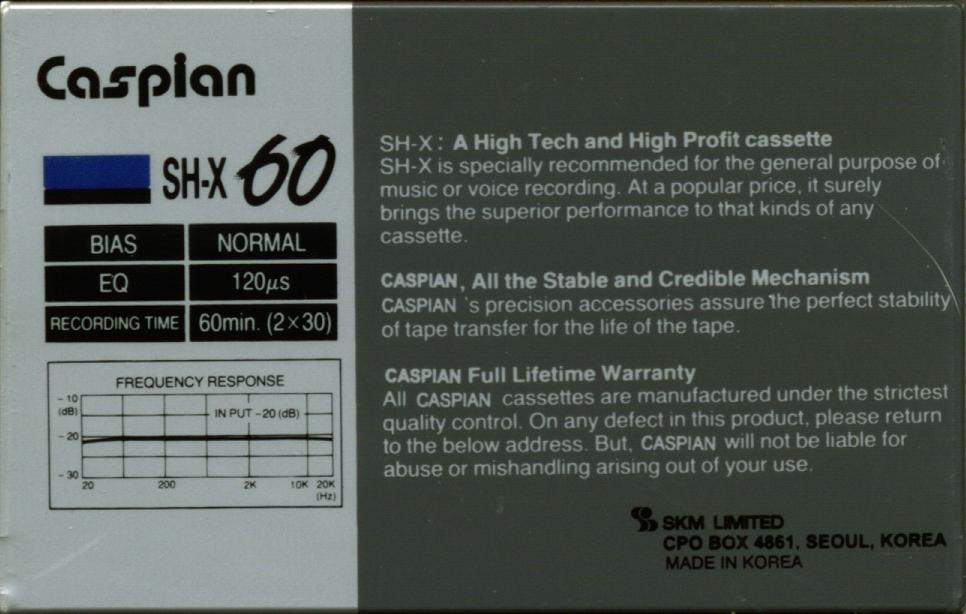 Caspian
SH-X 60
BIAS NORMAL
EQ 120µs
RECORDING TIME 60min. (2×30)
FREQUENCY RESPONSE
-10
(dB)
IN PUT -20 (dB)
-20
-30
20 200 2K 10K 20K
(Hz)
SH-X : A High Tech and High Profit cassette
SH-X is specially recommended for the general purpose of
music or voice recording. At a popular price, it surely
brings the superior performance to that kinds of any
cassette.
CASPIAN, All the Stable and Credible Mechanism
CASPIAN 's precision accessories assure the perfect stability
of tape transfer for the life of the tape.
CASPIAN Full Lifetime Warranty
All CASPIAN cassettes are manufactured under the strictest
quality control. On any defect in this product, please return
to the below address. But, CASPIAN will not be liable for
abuse or mishandling arising out of your use.
SKM LIMITED
CPO BOX 4861, SEOUL, KOREA
MADE IN KOREA